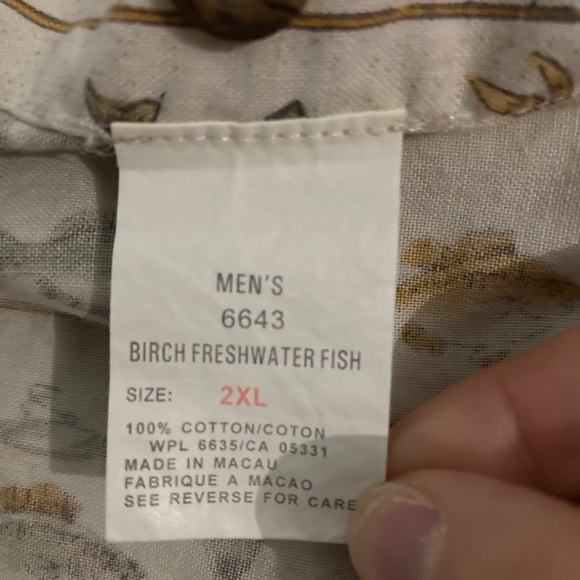 MEN'S
6643
BIRCH FRESHWATER FISH
SIZE: 2XL
100% COTTON/COTON
WPL 6635/CA 05331
MADE IN MACAU
FABRIQUE A MACAO
SEE REVERSE FOR CARE